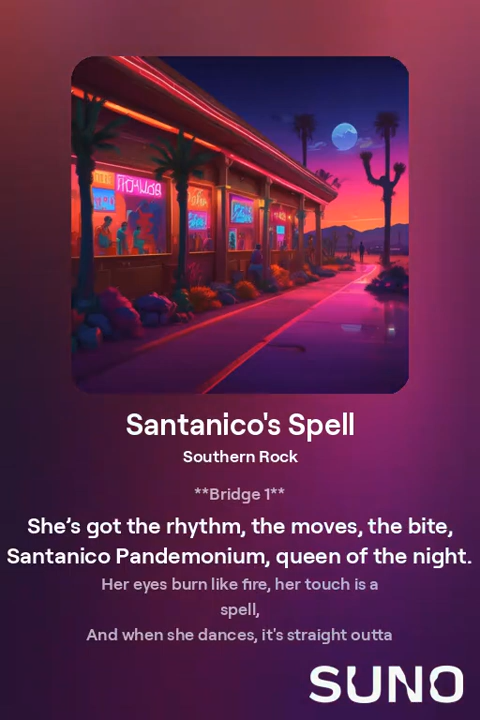 Santanico's Spell
Southern Rock
**Bridge 1**
She’s got the rhythm, the moves, the bite,
Santanico Pandemonium, queen of the night.
Her eyes burn like fire, her touch is a
spell,
And when she dances, it's straight outta
SUNO